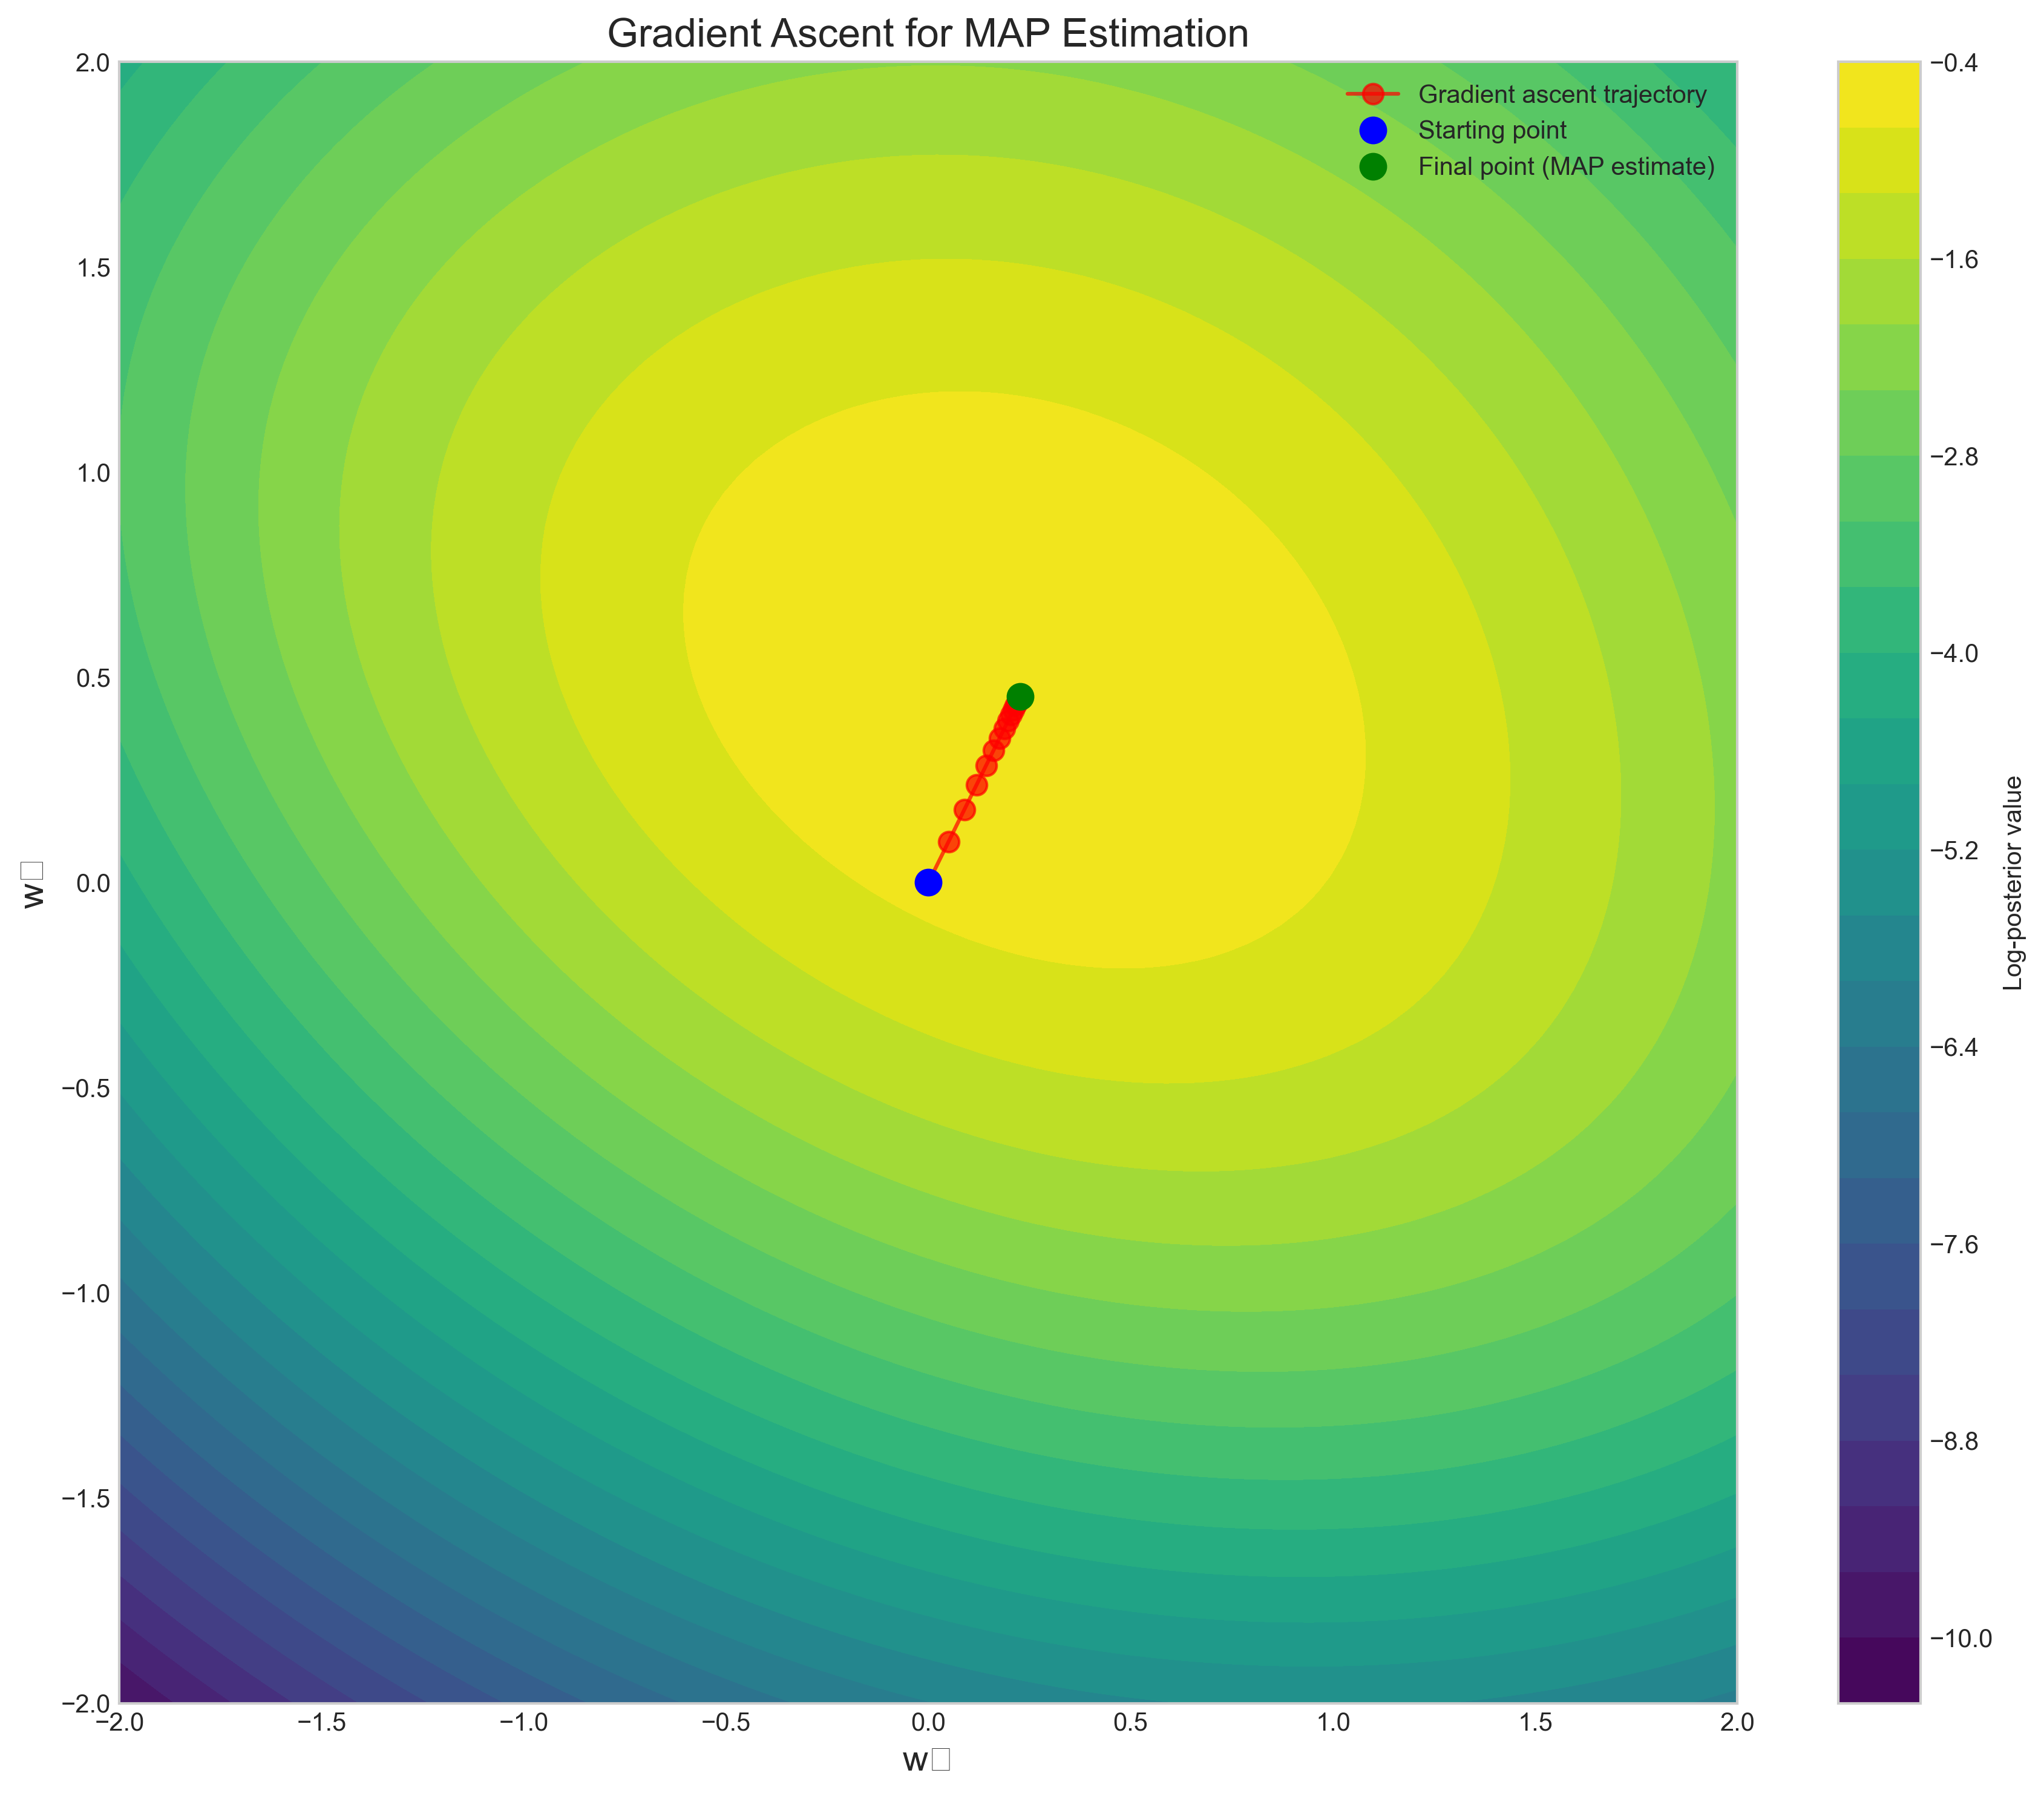 Gradient Ascent for MAP Estimation
Gradient ascent trajectory
Starting point
Final point (MAP estimate)
2.0
1.5
1.0
0.5
0.0
−0.5
−1.0
−1.5
−2.0
w□
−2.0 −1.5 −1.0 −0.5 0.0 0.5 1.0 1.5 2.0
w□
−0.4
−1.6
−2.8
−4.0
−5.2
−6.4
−7.6
−8.8
−10.0
Log-posterior value